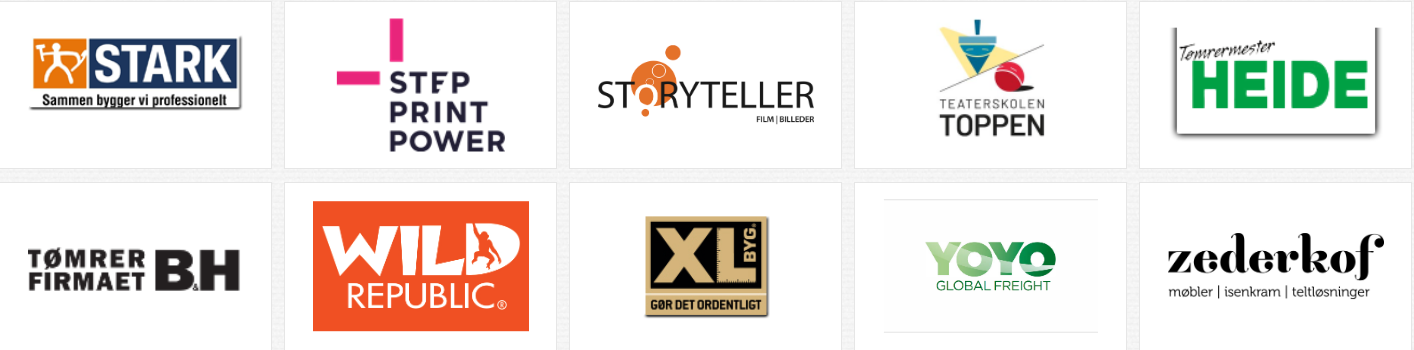 STARK
Sammen bygger vi professionelt
STEP
PRINT
POWER
STORYTELLER
FILM | BILLEDER
TEATERSKOLEN
TOPPEN
Tømrermester
HEIDE
TØMRER
FIRMAET B&H
WILD
REPUBLIC®
XL BYG®
GØR DET ORDENTLIGT
YOYO
GLOBAL FREIGHT
zederkof
møbler | isenkram | teltløsninger